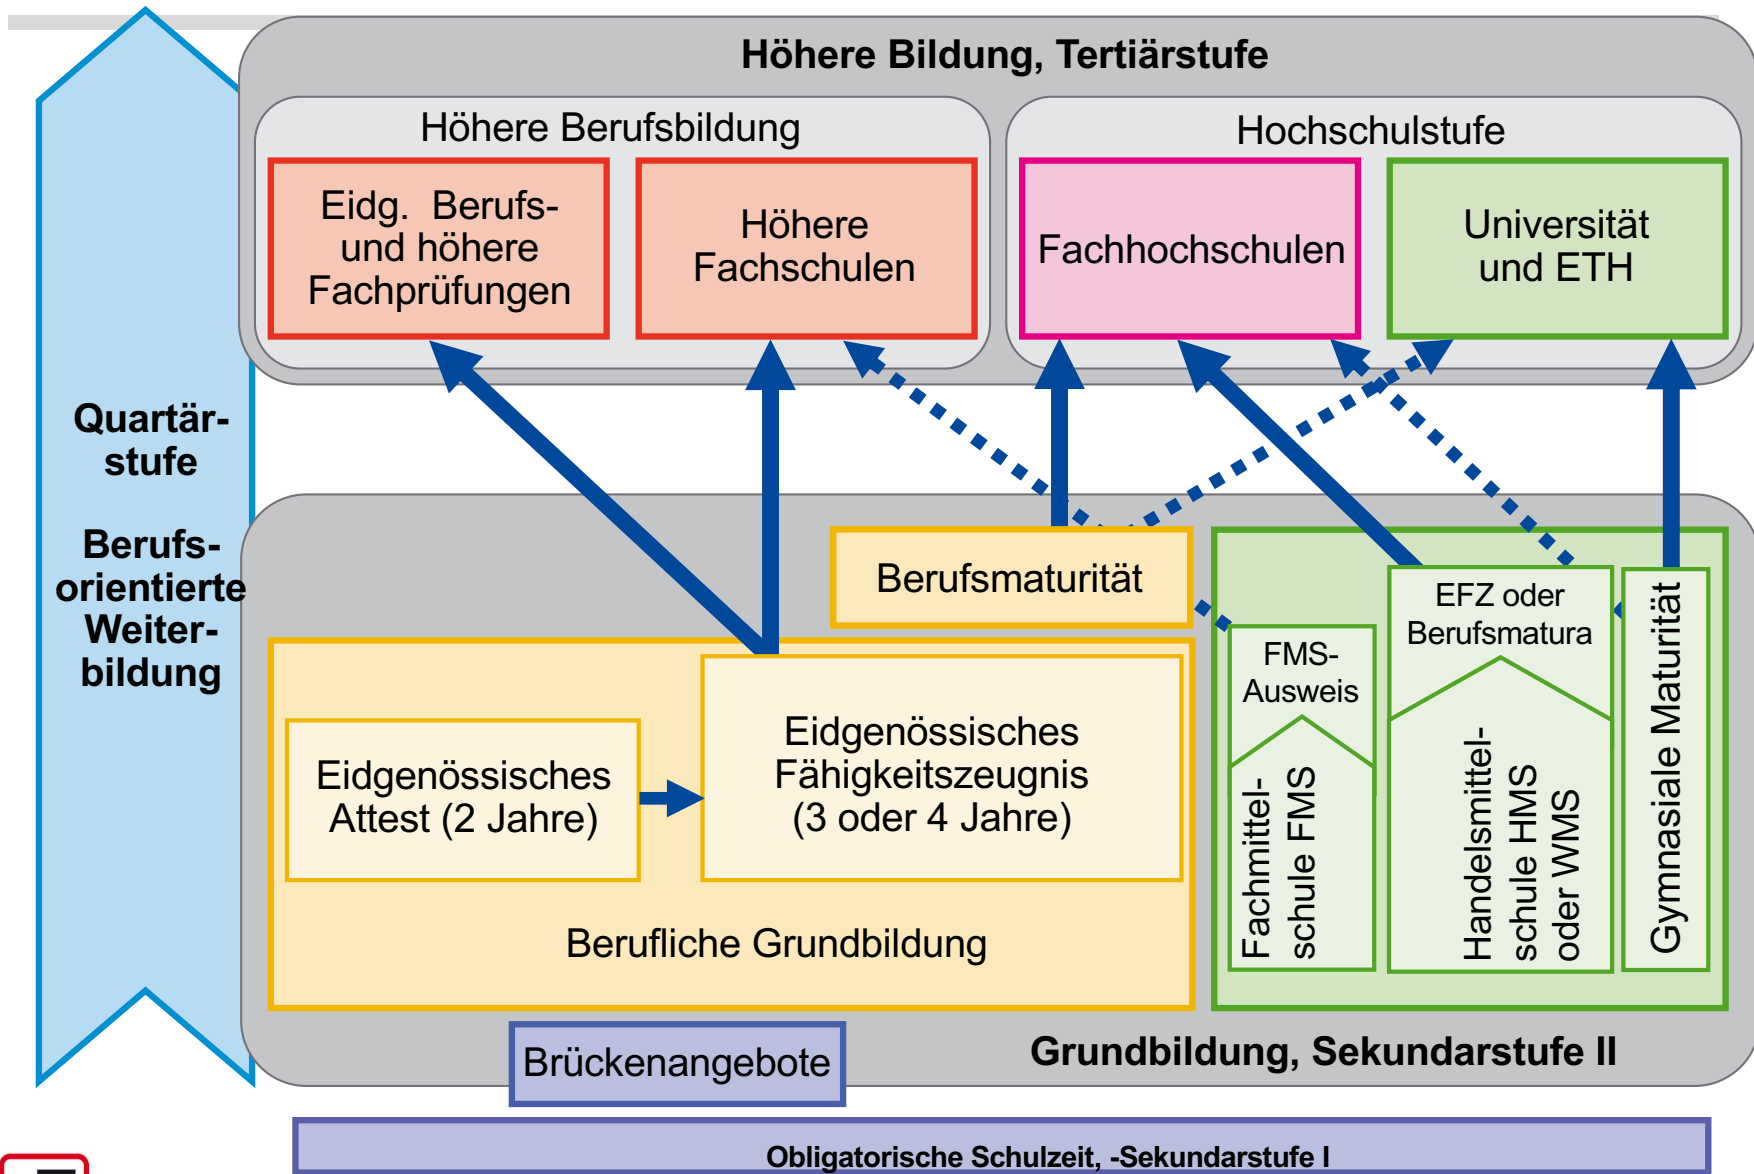 Höhere Bildung, Tertiärstufe
Höhere Berufsbildung
Hochschulstufe
Eidg. Berufs-
und höhere
Fachprüfungen
Höhere
Fachschulen
Fachhochschulen
Universität
und ETH
Quartär-
stufe
Berufs-
orientierte
Weiter-
bildung
Berufsmaturität
EFZ oder
Berufsmatura
FMS-
Ausweis
Gymnasiale Maturität
Eidgenössisches
Attest (2 Jahre)
Eidgenössisches
Fähigkeitszeugnis
(3 oder 4 Jahre)
Fachmittel-
schule FMS
Handelsmittel-
schule HMS
oder WMS
Berufliche Grundbildung
Brückenangebote
Grundbildung, Sekundarstufe II
Obligatorische Schulzeit, -Sekundarstufe I